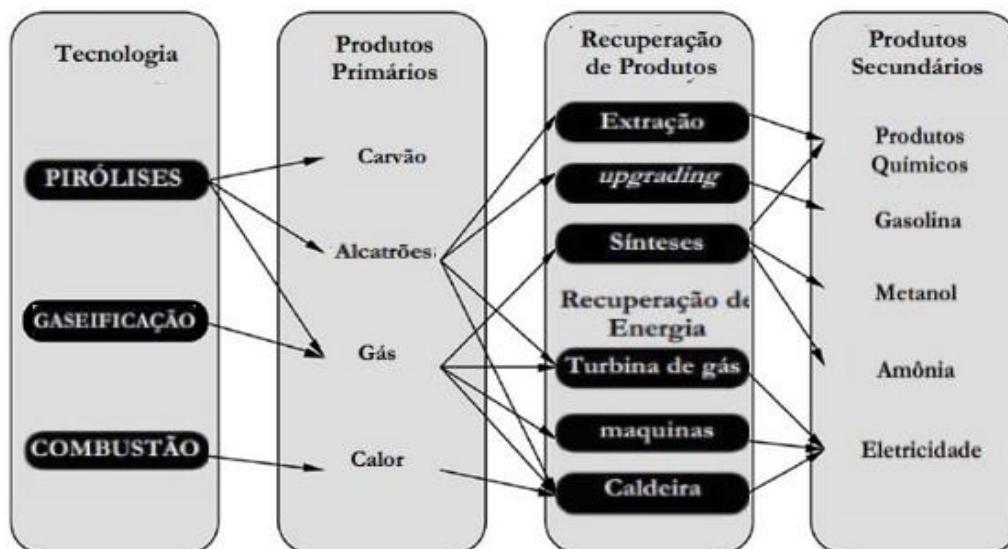 Tecnologia
PIRÓLISES
GASEIFICAÇÃO
COMBUSTÃO
Produtos
Primários
Carvão
Alcatrões
Gás
Calor
Recuperação
de Produtos
Extração
upgrading
Sínteses
Recuperação de
Energia
Turbina de gás
maquinas
Caldeira
Produtos
Secundários
Produtos
Químicos
Gasolina
Metanol
Amônia
Eletricidade